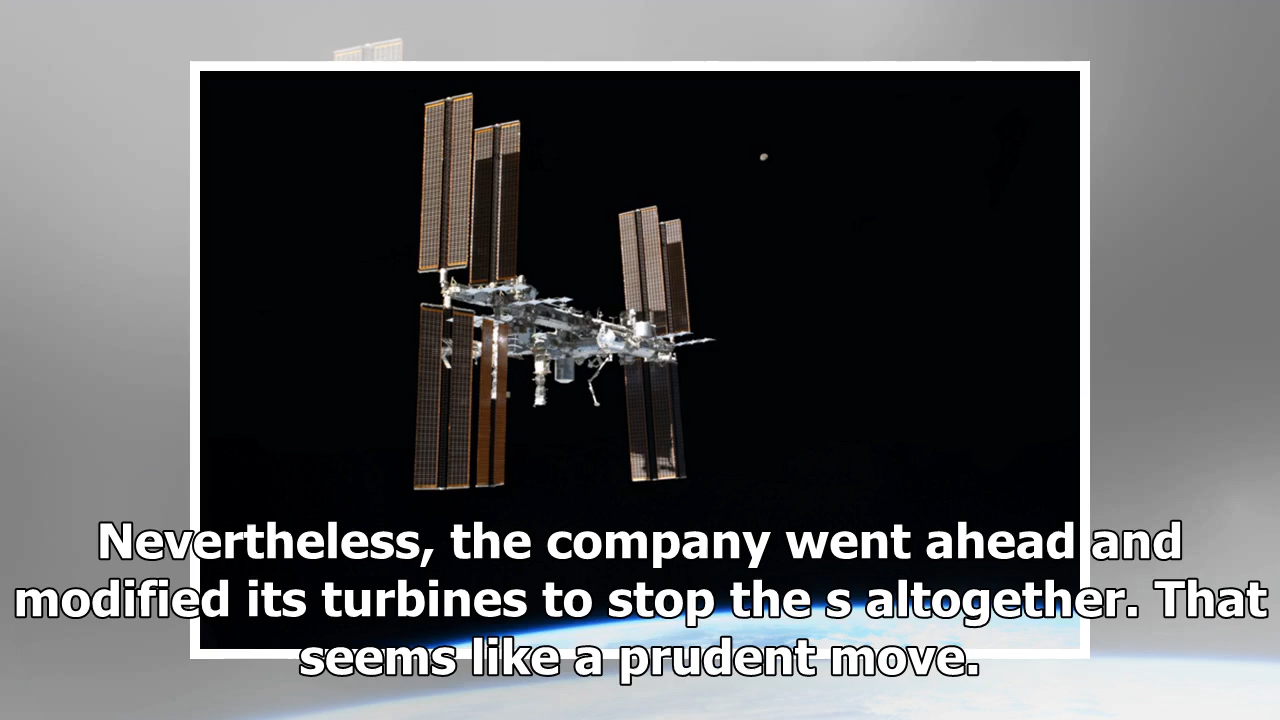 Nevertheless, the company went ahead and
modified its turbines to stop the s altogether. That
seems like a prudent move.